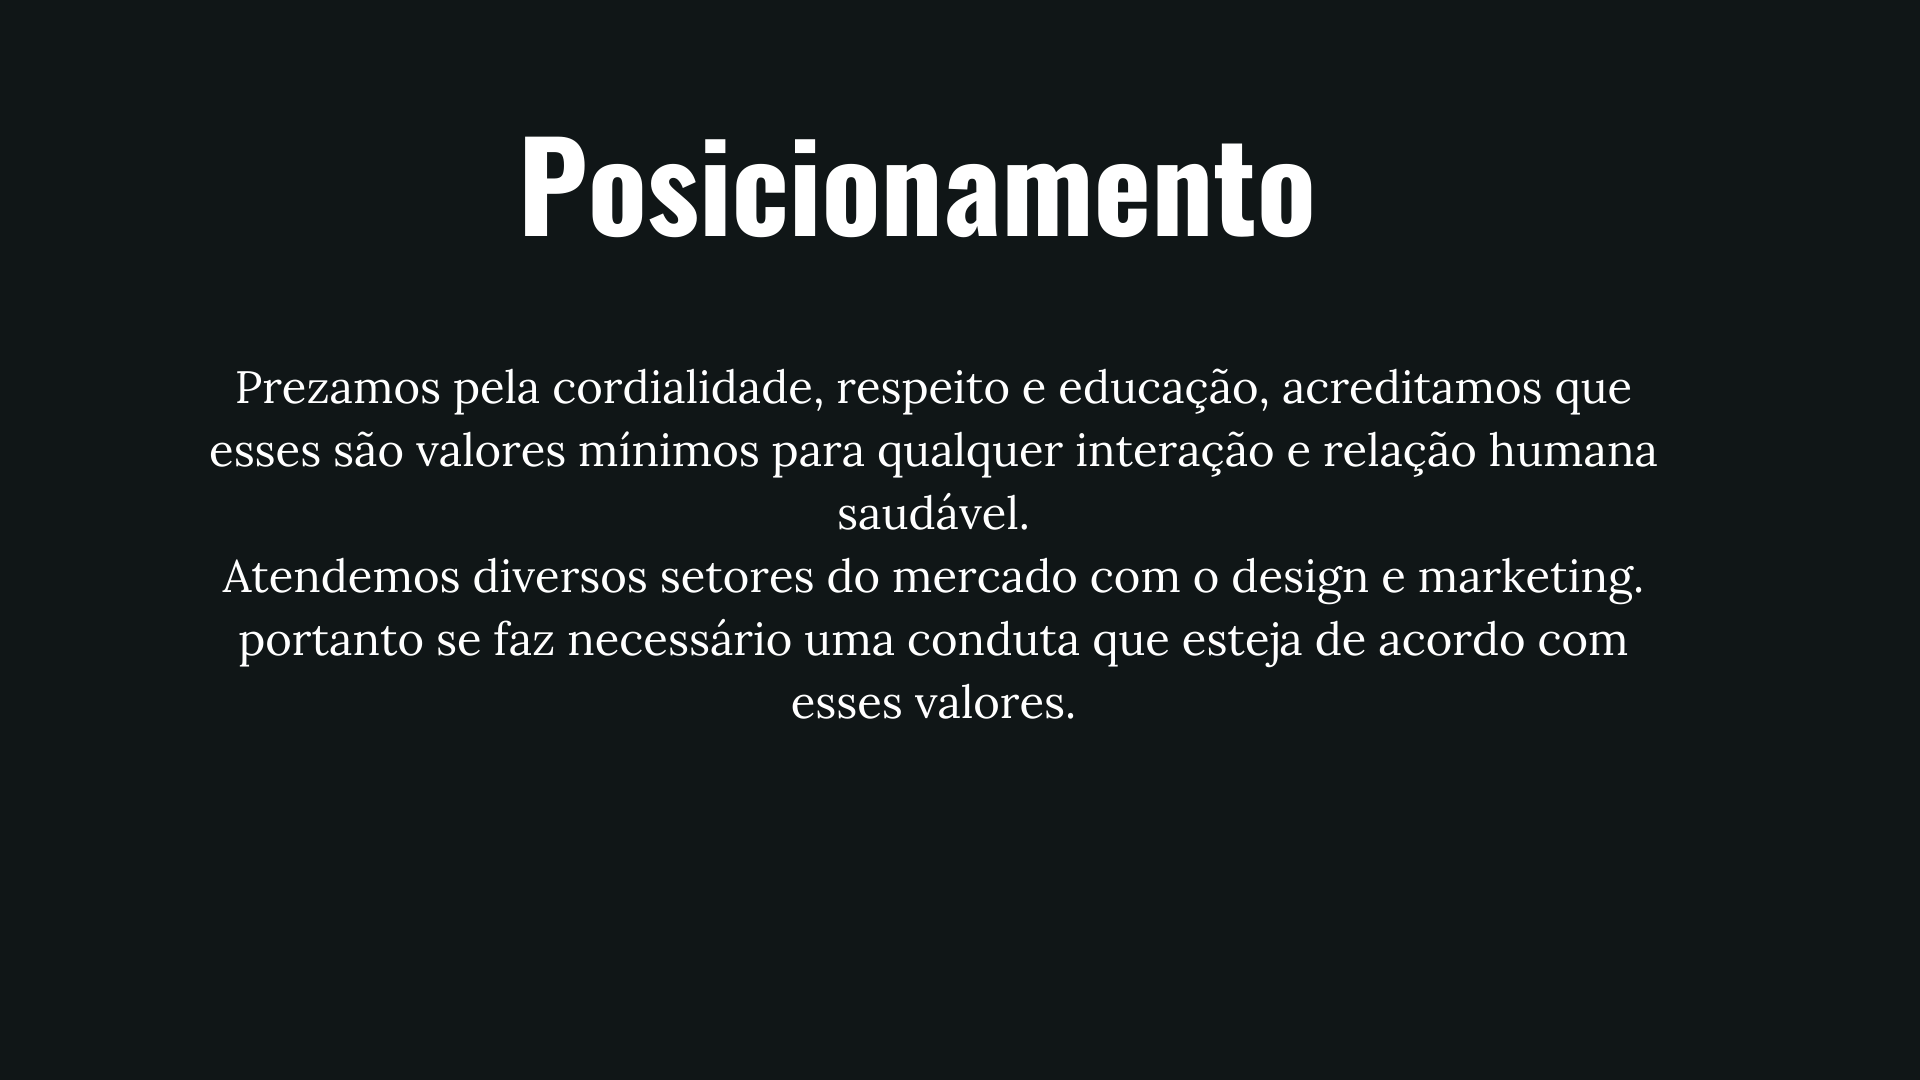 Posicionamento
Prezamos pela cordialidade, respeito e educação, acreditamos que
esses são valores mínimos para qualquer interação e relação humana
saudável.
Atendemos diversos setores do mercado com o design e marketing.
portanto se faz necessário uma conduta que esteja de acordo com
esses valores.